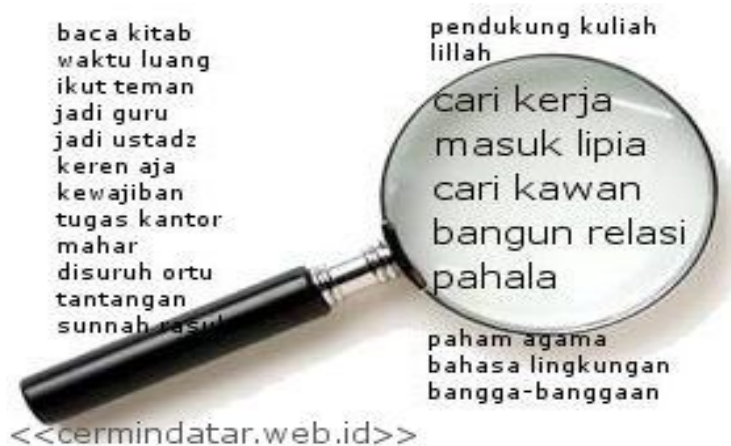 baca kitab
waktu luang
ikut teman
jadi guru
jadi ustadz
keren aja
kewajiban
tugas kantor
mahar
disuruh ortu
tantangan
sunnah rasul
pendukung kuliah
lillah
cari kerja
masuk lipia
cari kawan
bangun relasi
pahala
paham agama
bahasa lingkungan
bangga-banggaan
<<cermindatar.web.id>>